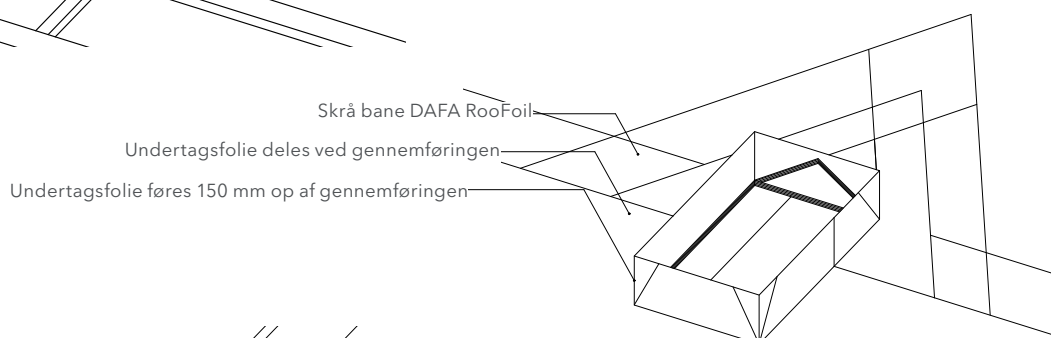 Skrå bane DAFA RooFoil
Undertagsfolie deles ved gennemføringen
Undertagsfolie føres 150 mm op af gennemføringen